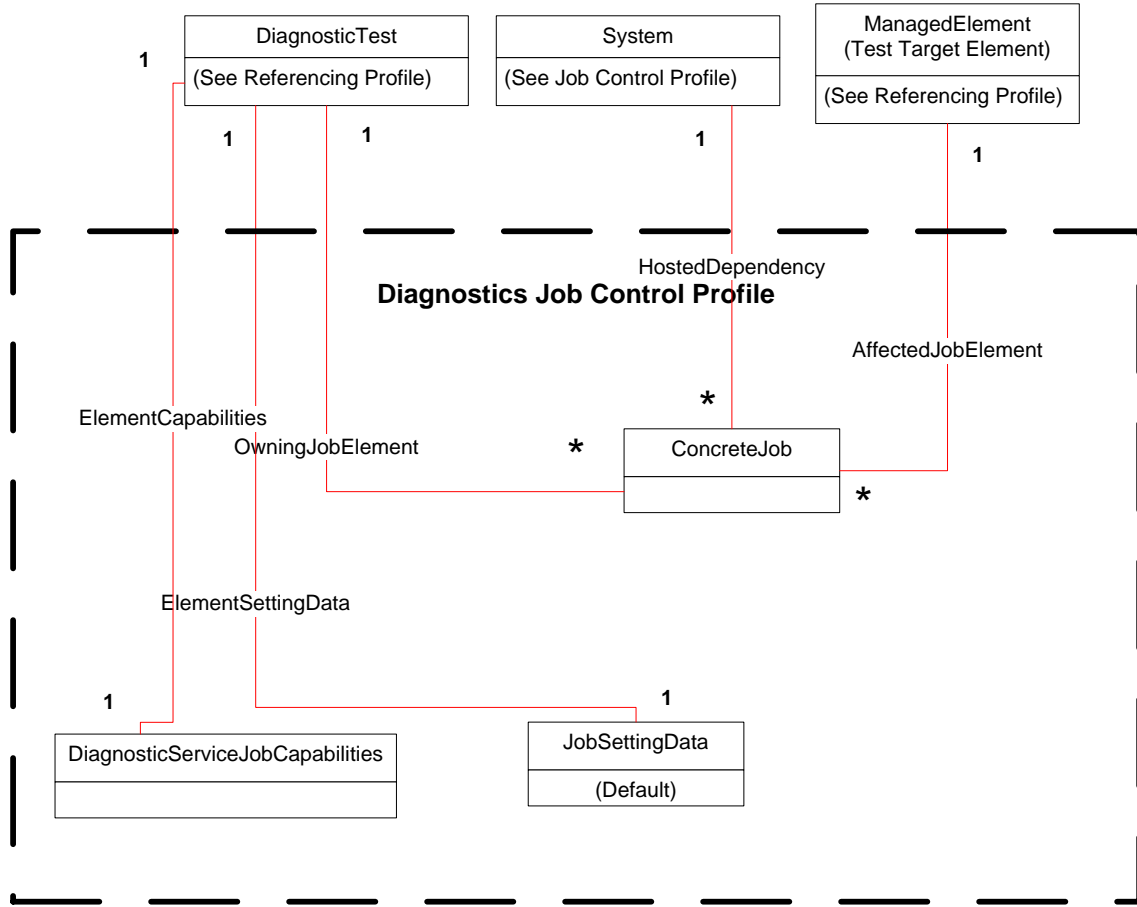 DiagnosticTest
(See Referencing Profile)
System
(See Job Control Profile)
ManagedElement
(Test Target Element)
(See Referencing Profile)
1
1
1
1
1
HostedDependency
Diagnostics Job Control Profile
AffectedJobElement
*
ElementCapabilities
OwningJobElement
*
ConcreteJob
*
ElementSettingData
1
1
DiagnosticServiceJobCapabilities
JobSettingData
(Default)